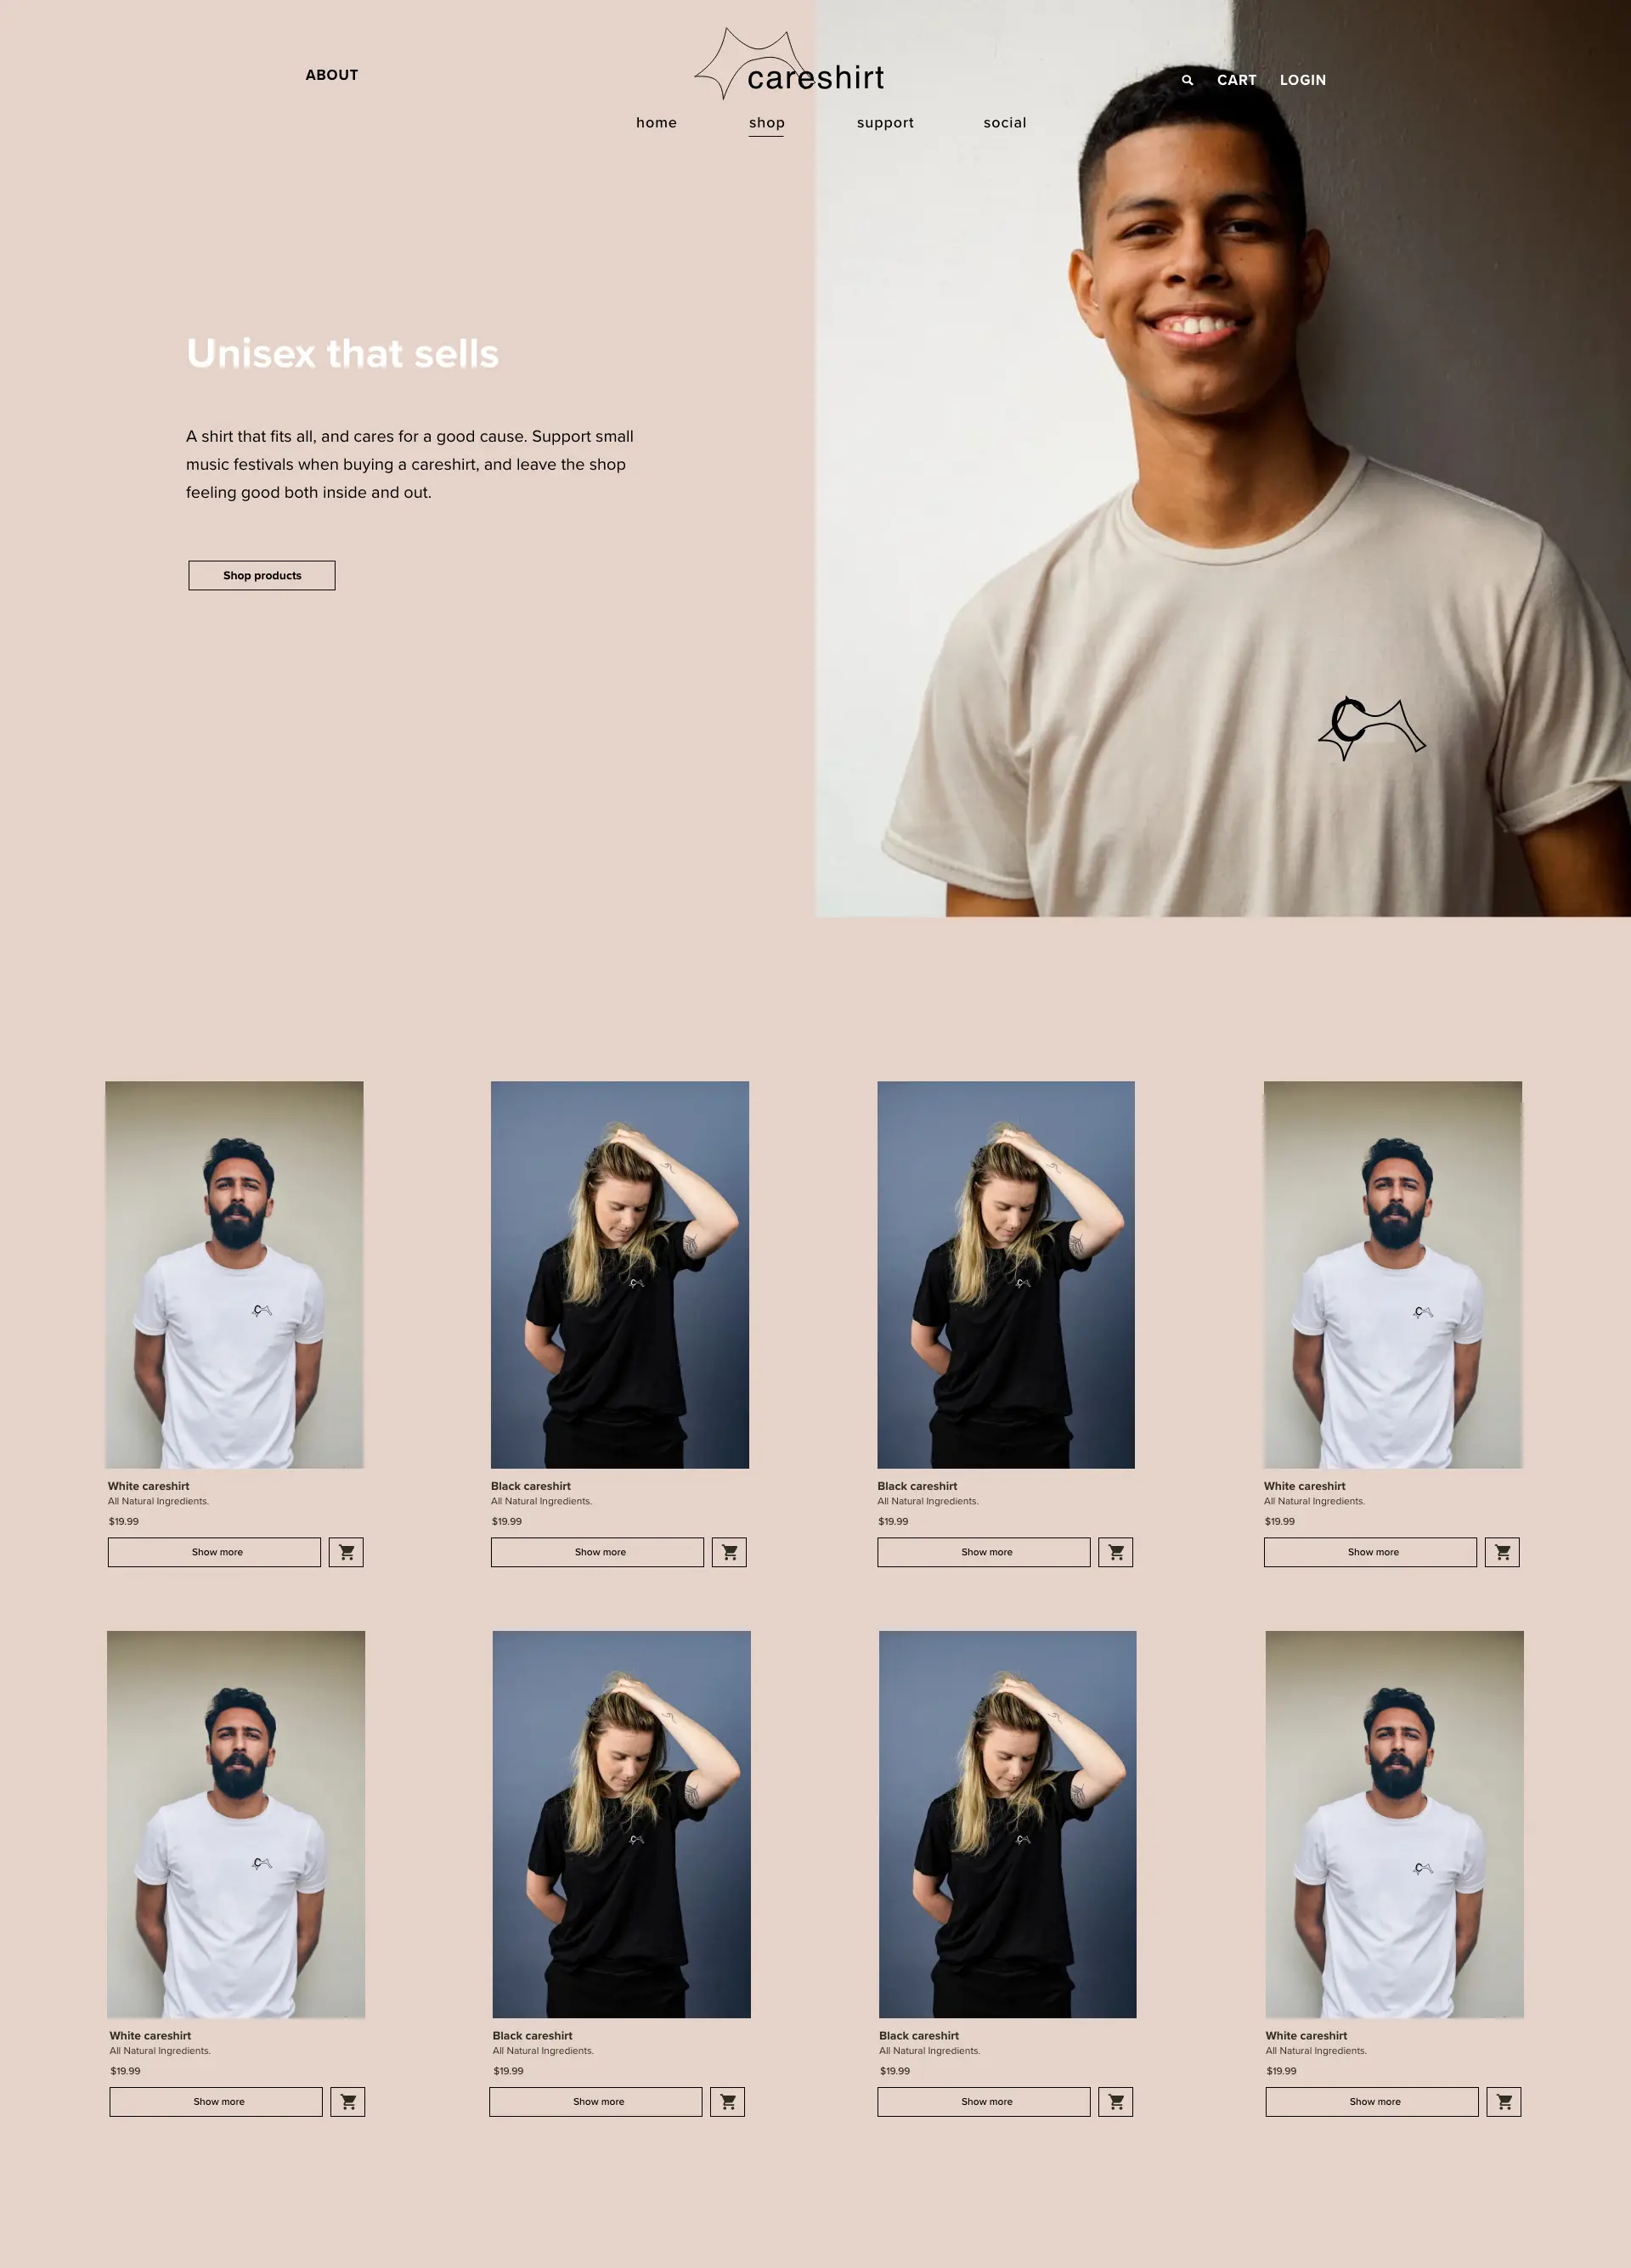 ABOUT
careshirt
CART LOGIN
home shop support social
Unisex that sells
A shirt that fits all, and cares for a good cause. Support small
music festivals when buying a careshirt, and leave the shop
feeling good both inside and out.
Shop products
C
White careshirt
All Natural Ingredients.
$19.99
Show more
Black careshirt
All Natural Ingredients.
$19.99
Show more
Black careshirt
All Natural Ingredients.
$19.99
Show more
White careshirt
All Natural Ingredients.
$19.99
Show more
White careshirt
All Natural Ingredients.
$19.99
Show more
Black careshirt
All Natural Ingredients.
$19.99
Show more
Black careshirt
All Natural Ingredients.
$19.99
Show more
White careshirt
All Natural Ingredients.
$19.99
Show more